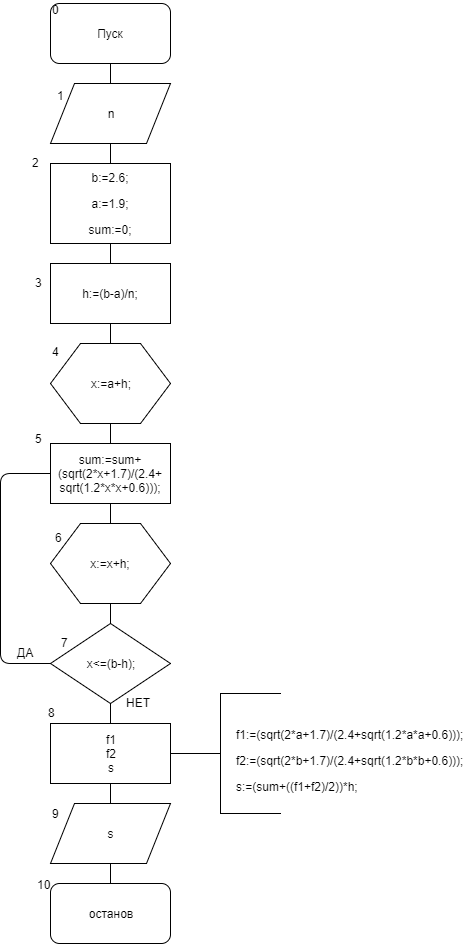 0
Пуск
1
n
2
b:=2.6;
a:=1.9;
sum:=0;
3
h:=(b-a)/n;
4
x:=a+h;
5
sum:=sum+
(sqrt(2*x+1.7)/(2.4+
sqrt(1.2*x*x+0.6)));
6
x:=x+h;
7
ДА
x<=(b-h);
НЕТ
8
f1
f2
s
f1:=(sqrt(2*a+1.7)/(2.4+sqrt(1.2*a*a+0.6)));
f2:=(sqrt(2*b+1.7)/(2.4+sqrt(1.2*b*b+0.6)));
s:=(sum+((f1+f2)/2))*h;
9
s
10
останов